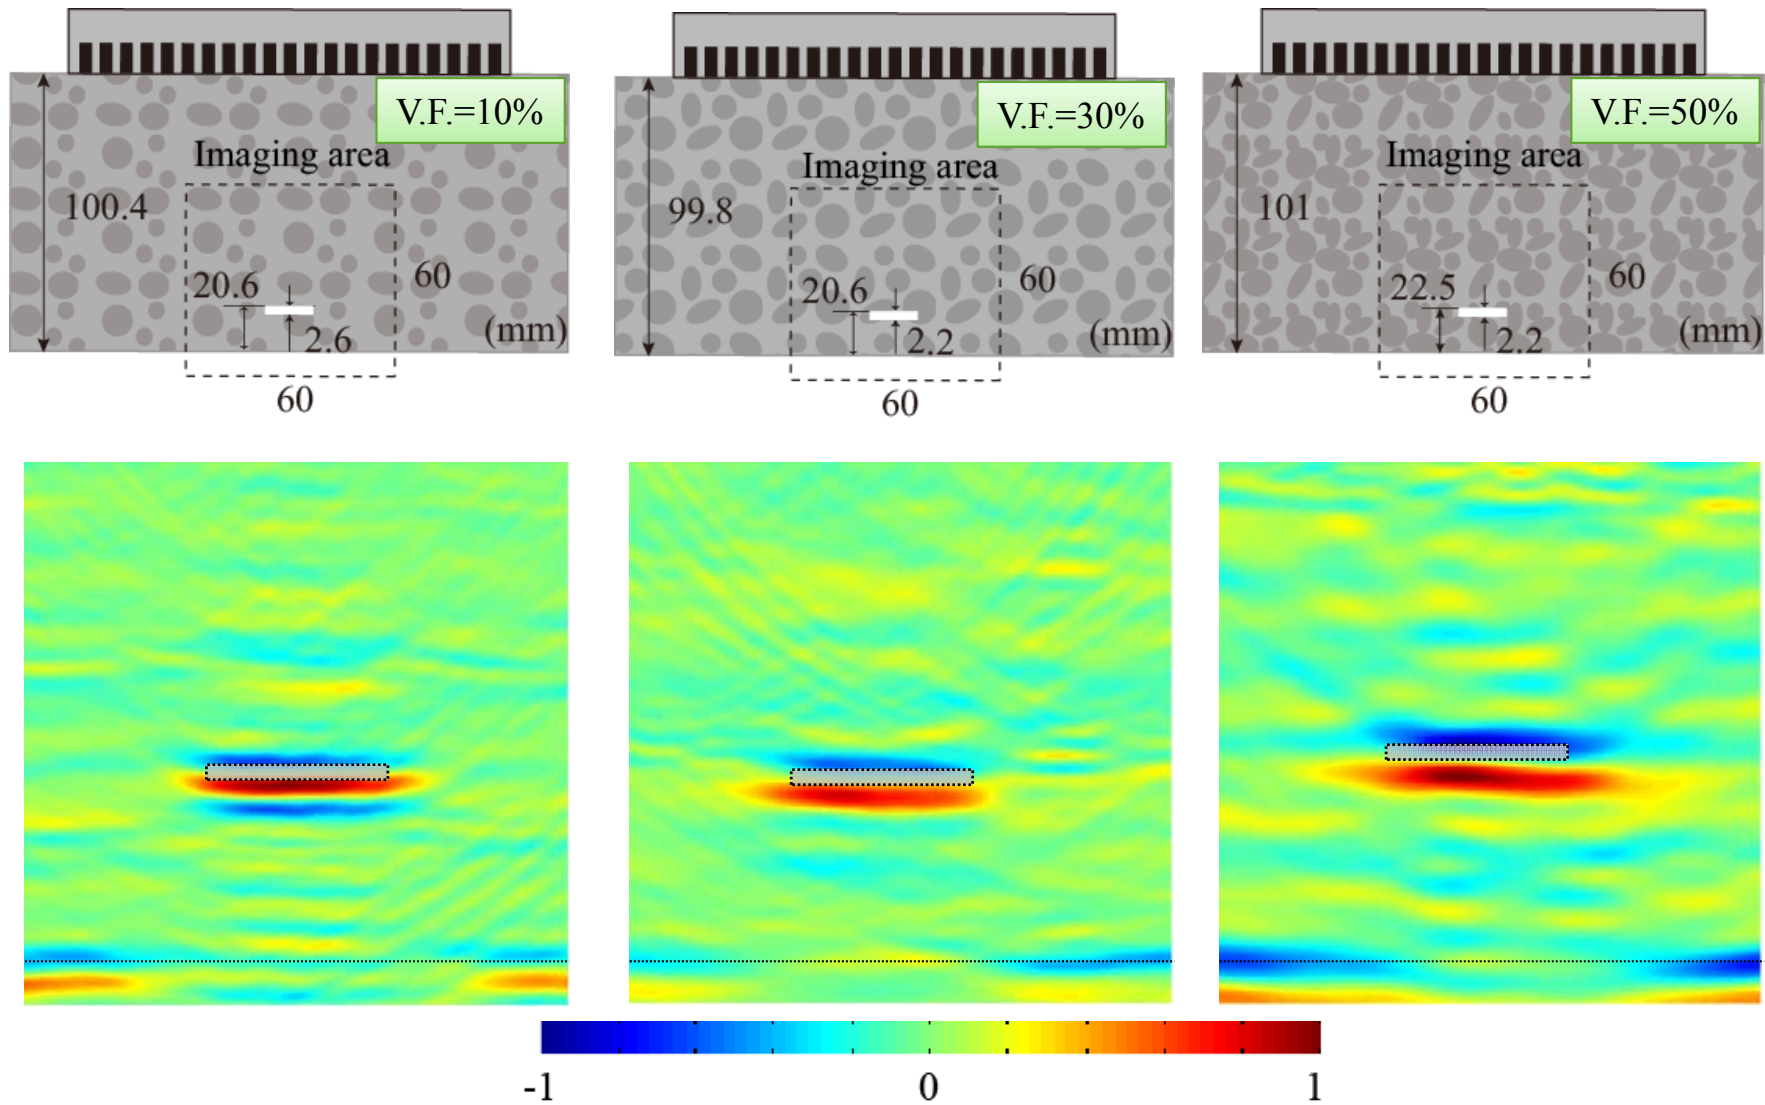 V.F.=10%
Imaging area
100.4
20.6
60
2.6
(mm)
60
V.F.=30%
Imaging area
99.8
20.6
60
2.2
(mm)
60
V.F.=50%
Imaging area
101
22.5
60
2.2
(mm)
60
-1
0
1